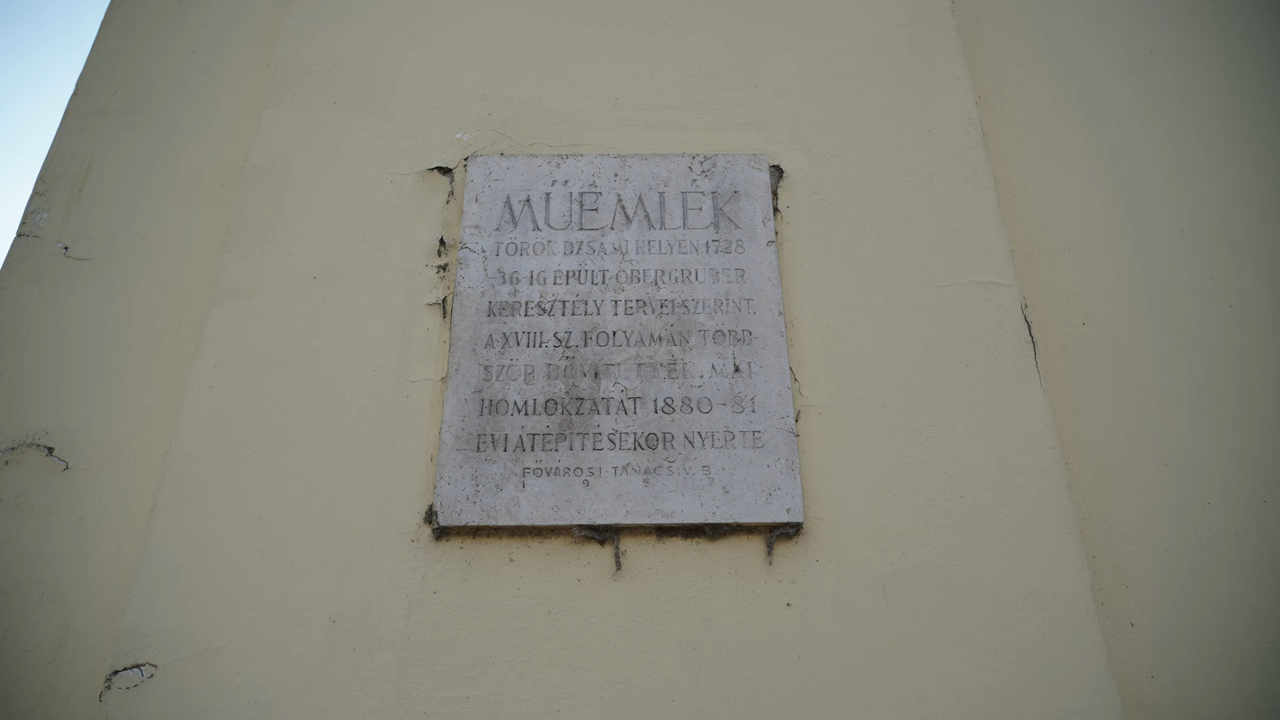 MŰEMLÉK
TÖRÖK DZSÁMI HELYÉN 1728
-36-IG ÉPÜLT OBERGRUBER
KERESZTÉLY TERVEI SZERINT.
A XVIII. SZ. FOLYAMÁN TÖBB-
SZÖR BŐVÍTETTÉK. MAI
HOMLOKZATÁT 1880-81
ÉVI ÁTÉPÍTÉSEKOR NYERTE
FŐVÁROSI TANÁCS V. B.
1957